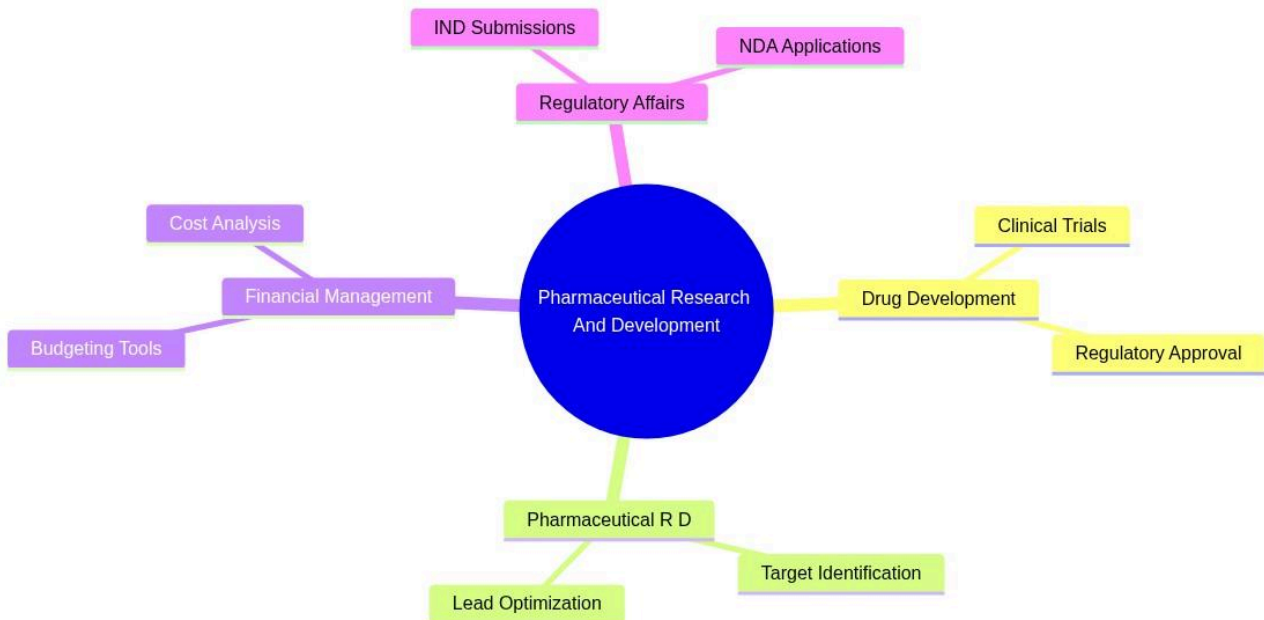 IND Submissions
NDA Applications
Regulatory Affairs
Cost Analysis
Clinical Trials
Financial Management
Pharmaceutical Research
And Development
Drug Development
Budgeting Tools
Regulatory Approval
Pharmaceutical R D
Target Identification
Lead Optimization